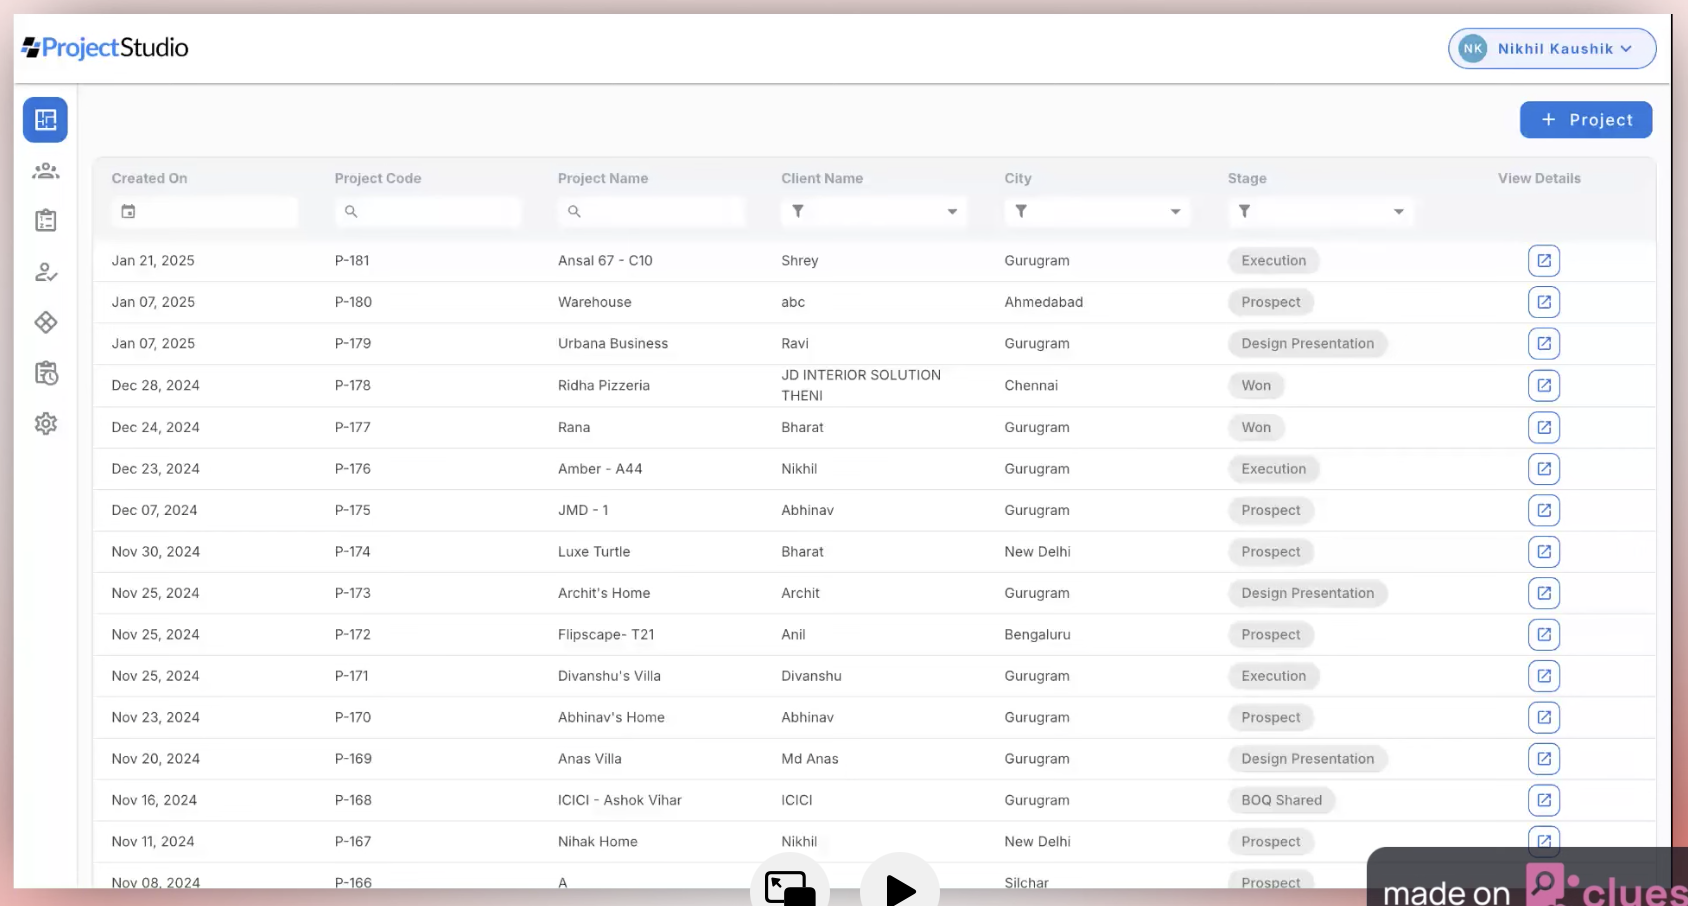 ProjectStudio
NK Nikhil Kaushik
+ Project
Created On Project Code Project Name Client Name City Stage View Details
Jan 21, 2025 P-181 Ansal 67 - C10 Shrey Gurugram Execution
Jan 07, 2025 P-180 Warehouse abc Ahmedabad Prospect
Jan 07, 2025 P-179 Urbana Business Ravi Gurugram Design Presentation
Dec 28, 2024 P-178 Ridha Pizzeria JD INTERIOR SOLUTION THENI Chennai Won
Dec 24, 2024 P-177 Rana Bharat Gurugram Won
Dec 23, 2024 P-176 Amber - A44 Nikhil Gurugram Execution
Dec 07, 2024 P-175 JMD - 1 Abhinav Gurugram Prospect
Nov 30, 2024 P-174 Luxe Turtle Bharat New Delhi Prospect
Nov 25, 2024 P-173 Archit's Home Archit Gurugram Design Presentation
Nov 25, 2024 P-172 Flipscape- T21 Anil Bengaluru Prospect
Nov 25, 2024 P-171 Divanshu's Villa Divanshu Gurugram Execution
Nov 23, 2024 P-170 Abhinav's Home Abhinav Gurugram Prospect
Nov 20, 2024 P-169 Anas Villa Md Anas Gurugram Design Presentation
Nov 16, 2024 P-168 ICICI - Ashok Vihar ICICI Gurugram BOQ Shared
Nov 11, 2024 P-167 Nihak Home Nikhil New Delhi Prospect
Nov 08, 2024 P-166 A Silchar Prospect
made on clues